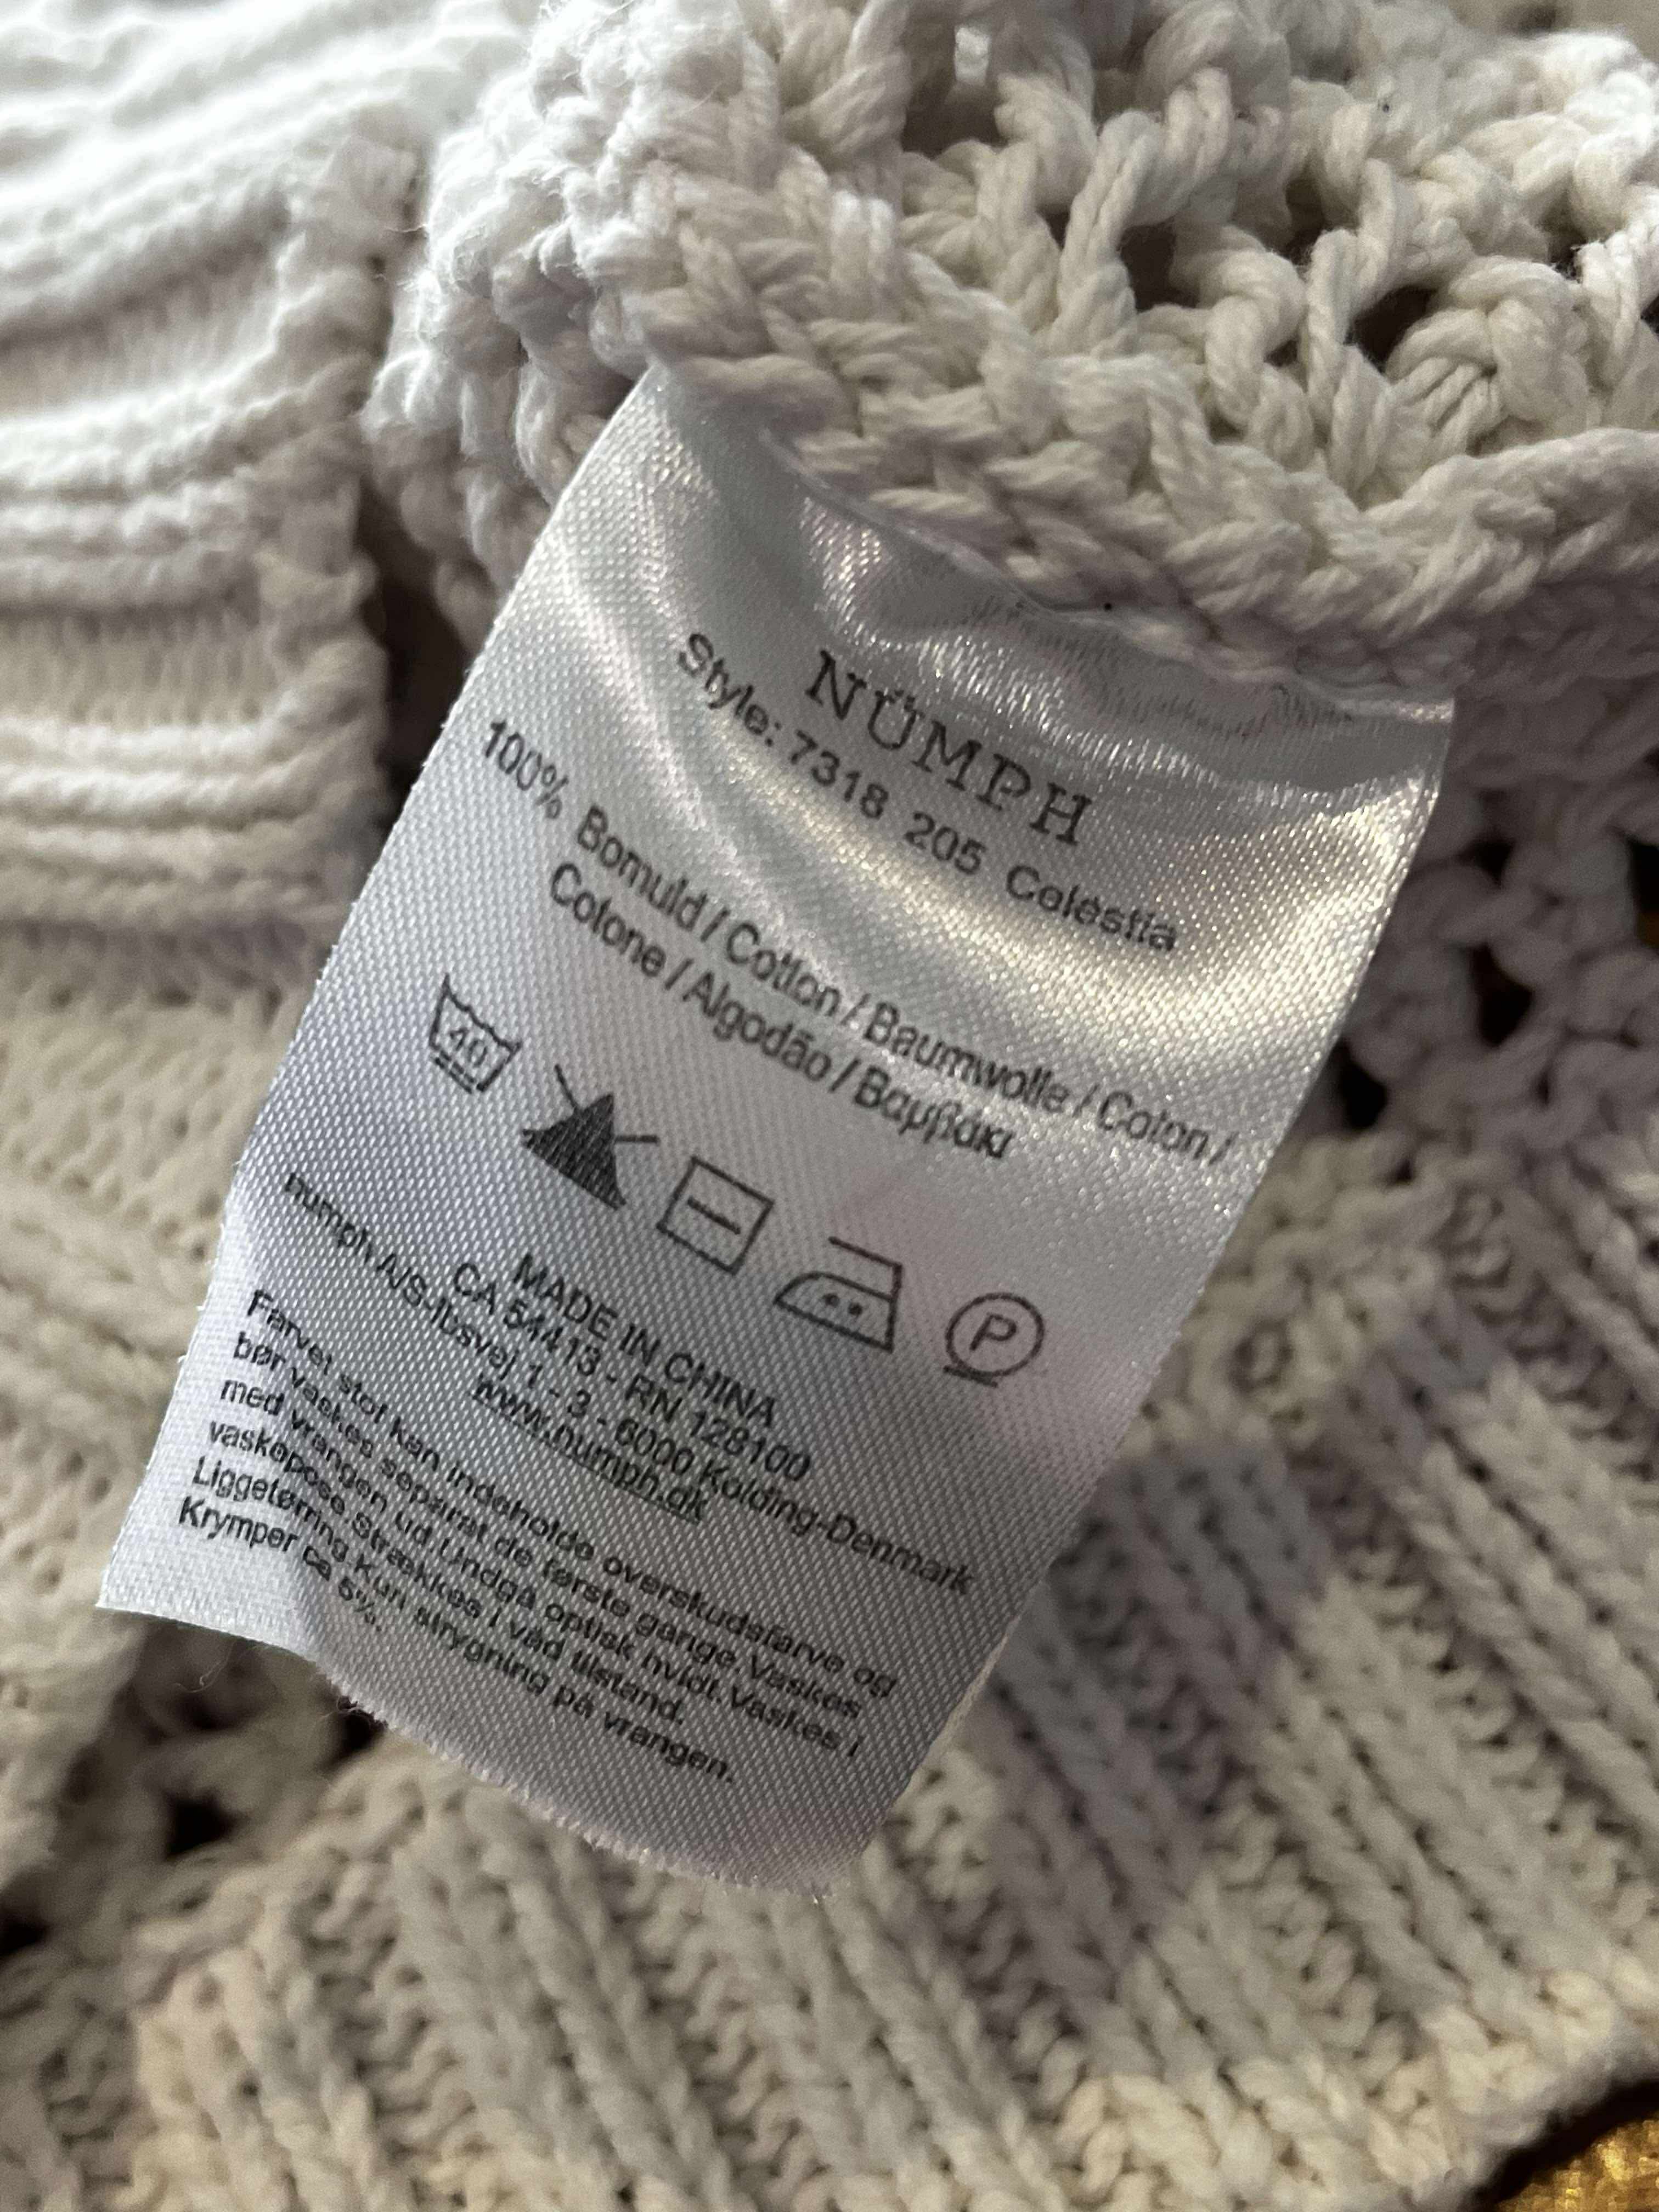 NÜMPH
Style: 7318 205 Celestia
100% Bomuld / Cotton / Baumwolle / Coton /
Cotone / Algodão / Βαμβάκι
40
P
MADE IN CHINA
CA 54413 - RN 128100
numph A/S-Ibsvej 1 - 3 - 6000 Kolding-Denmark
www.numph.dk
Farvet stof kan indeholde overskudsfarve og
bør vaskes separat de første gange. Vaskes
med vrangen ud. Undgå optisk hvidt. Vaskes i
vaskepose. Strækkes i våd tilstand.
Liggetørring. Kun strygning på vrangen.
Krymper ca 5%.